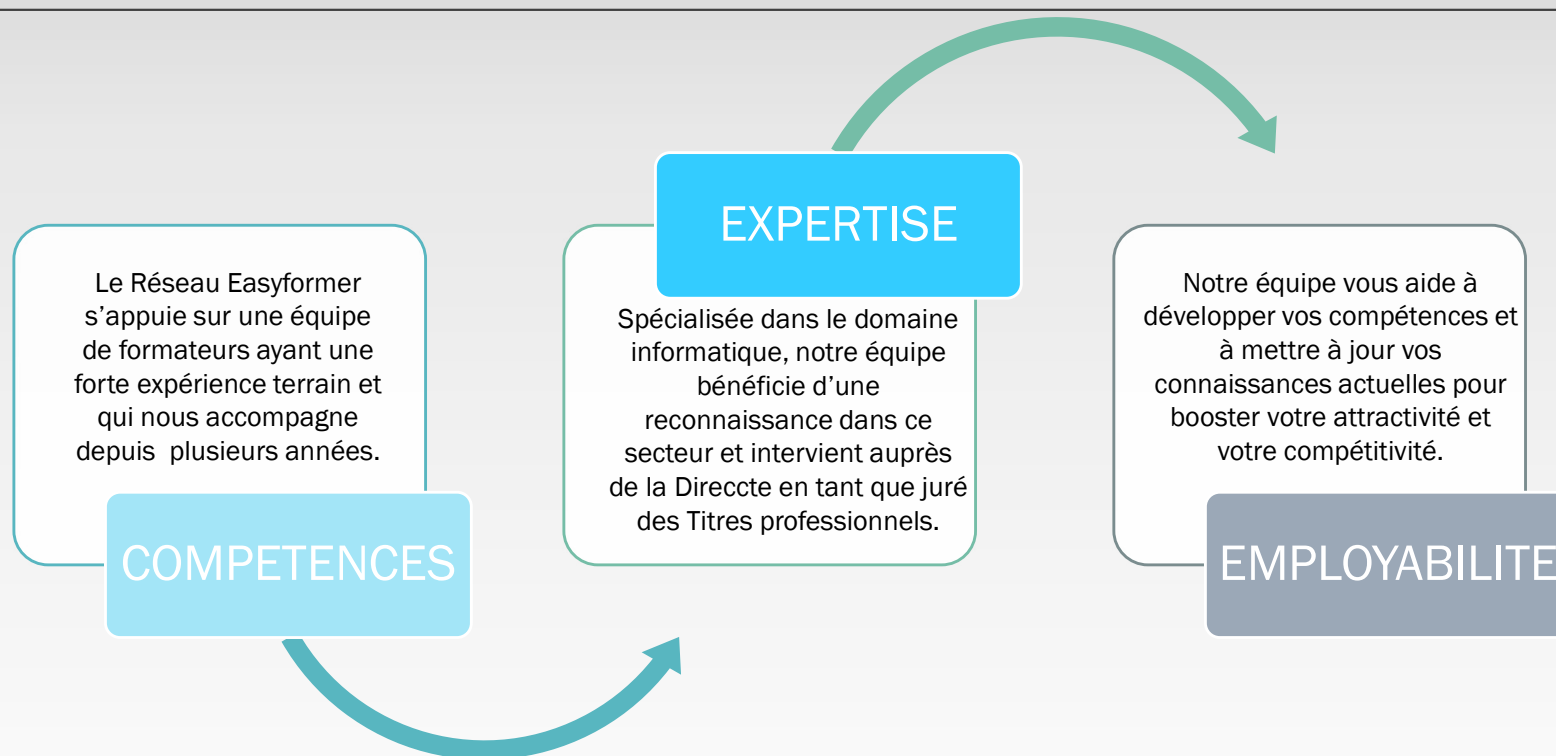 Le Réseau Easyformer
s’appuie sur une équipe
de formateurs ayant une
forte expérience terrain et
qui nous accompagne
depuis  plusieurs années.
COMPETENCES
EXPERTISE
Spécialisée dans le domaine
informatique, notre équipe
bénéficie d’une
reconnaissance dans ce
secteur et intervient auprès
de la Direccte en tant que juré
des Titres professionnels.
Notre équipe vous aide à
développer vos compétences et
à mettre à jour vos
connaissances actuelles pour
booster votre attractivité et
votre compétitivité.
EMPLOYABILITE